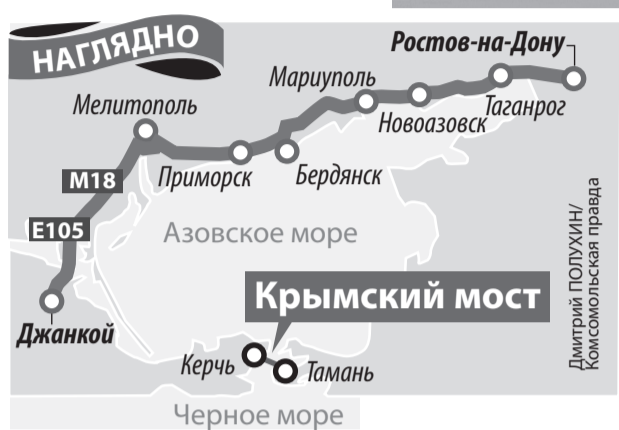 НАГЛЯДНО
Ростов-на-Дону
Мариуполь
Мелитополь
Таганрог
Новоазовск
Приморск
Бердянск
М18
Е105
Азовское море
Крымский мост
Джанкой
Керчь
Тамань
Черное море
Дмитрий ПОЛУХИН/
Комсомольская правда